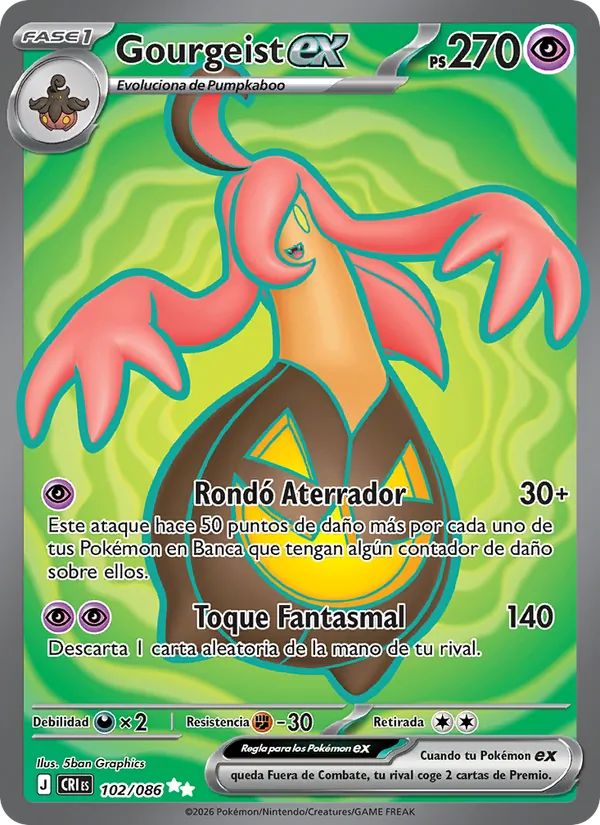 FASE 1
Gourgeist ex
PS 270
Evoluciona de Pumpkaboo
Rondó Aterrador 30+
Este ataque hace 50 puntos de daño más por cada uno de
tus Pokémon en Banca que tengan algún contador de daño
sobre ellos.
Toque Fantasmal 140
Descarta 1 carta aleatoria de la mano de tu rival.
Debilidad ×2 Resistencia -30 Retirada
Ilus. 5ban Graphics
Regla para los Pokémon ex
Cuando tu Pokémon ex
queda Fuera de Combate, tu rival coge 2 cartas de Premio.
J CRI ES 102/086
©2026 Pokémon/Nintendo/Creatures/GAME FREAK